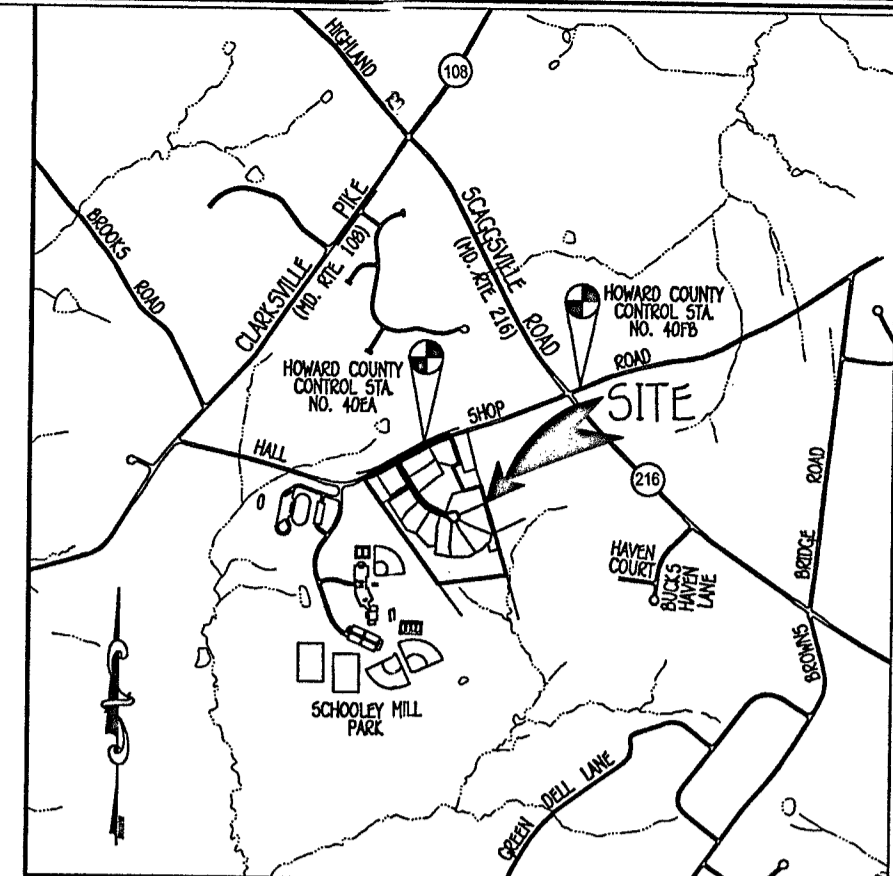 HIGHLAND RD
108
BROOKS ROAD
CLARKSVILLE PIKE
(MD. RTE. 108)
SCAGGSVILLE ROAD
(MD. RTE. 216)
HOWARD COUNTY
CONTROL STA.
NO. 40FB
HOWARD COUNTY
CONTROL STA.
NO. 40EA
HALL SHOP ROAD
SITE
216
HAVEN
COURT
BUCKS
HAVEN
LANE
BROWNS BRIDGE ROAD
SCHOOLEY MILL
PARK
GREEN DELL LANE